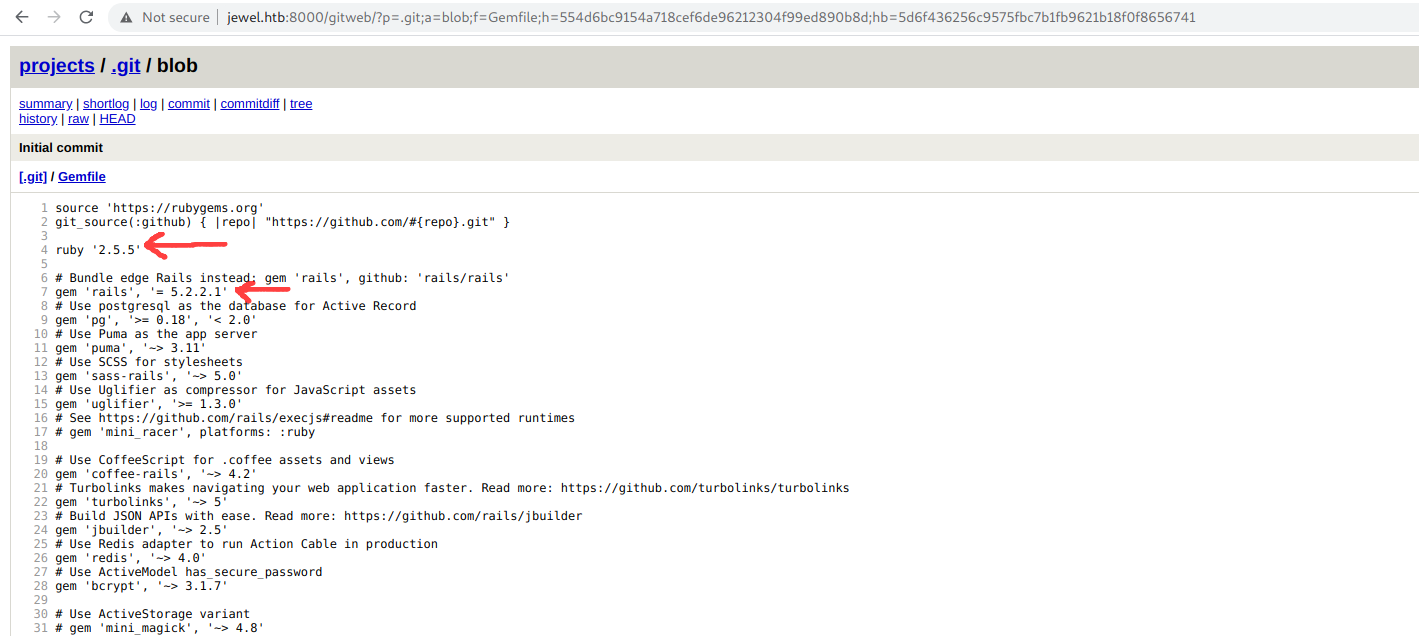 Not secure | jewel.htb:8000/gitweb/?p=.git;a=blob;f=Gemfile;h=554d6bc9154a718cef6de96212304f99ed890b8d;hb=5d6f436256c9575fbc7b1fb9621b18f0f8656741
projects / .git / blob
summary | shortlog | log | commit | commitdiff | tree
history | raw | HEAD
Initial commit
[.git] / Gemfile
1 source 'https://rubygems.org'
2 git_source(:github) { |repo| "https://github.com/#{repo}.git" }
3
4 ruby '2.5.5'
5
6 # Bundle edge Rails instead: gem 'rails', github: 'rails/rails'
7 gem 'rails', '= 5.2.2.1'
8 # Use postgresql as the database for Active Record
9 gem 'pg', '>= 0.18', '< 2.0'
10 # Use Puma as the app server
11 gem 'puma', '~> 3.11'
12 # Use SCSS for stylesheets
13 gem 'sass-rails', '~> 5.0'
14 # Use Uglifier as compressor for JavaScript assets
15 gem 'uglifier', '>= 1.3.0'
16 # See https://github.com/rails/execjs#readme for more supported runtimes
17 # gem 'mini_racer', platforms: :ruby
18
19 # Use CoffeeScript for .coffee assets and views
20 gem 'coffee-rails', '~> 4.2'
21 # Turbolinks makes navigating your web application faster. Read more: https://github.com/turbolinks/turbolinks
22 gem 'turbolinks', '~> 5'
23 # Build JSON APIs with ease. Read more: https://github.com/rails/jbuilder
24 gem 'jbuilder', '~> 2.5'
25 # Use Redis adapter to run Action Cable in production
26 gem 'redis', '~> 4.0'
27 # Use ActiveModel has_secure_password
28 gem 'bcrypt', '~> 3.1.7'
29
30 # Use ActiveStorage variant
31 # gem 'mini_magick', '~> 4.8'